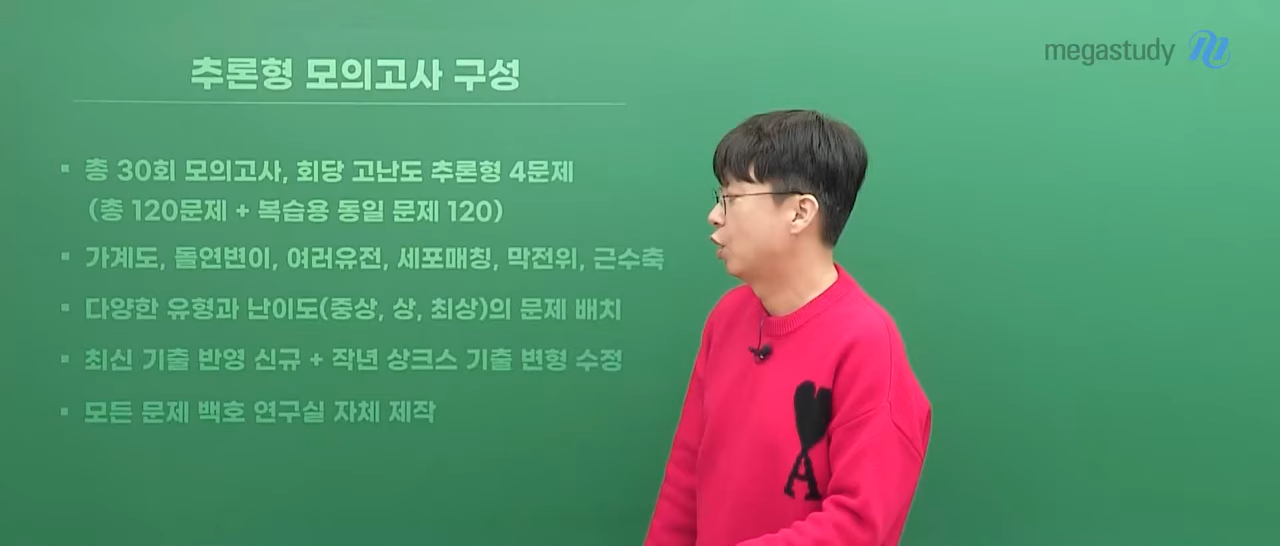 megastudy
추론형 모의고사 구성
▪ 총 30회 모의고사, 회당 고난도 추론형 4문제
(총 120문제 + 복습용 동일 문제 120)
▪ 가계도, 돌연변이, 여러유전, 세포매칭, 막전위, 근수축
▪ 다양한 유형과 난이도(중상, 상, 최상)의 문제 배치
▪ 최신 기출 반영 신규 + 작년 상크스 기출 변형 수정
▪ 모든 문제 백호 연구실 자체 제작
A